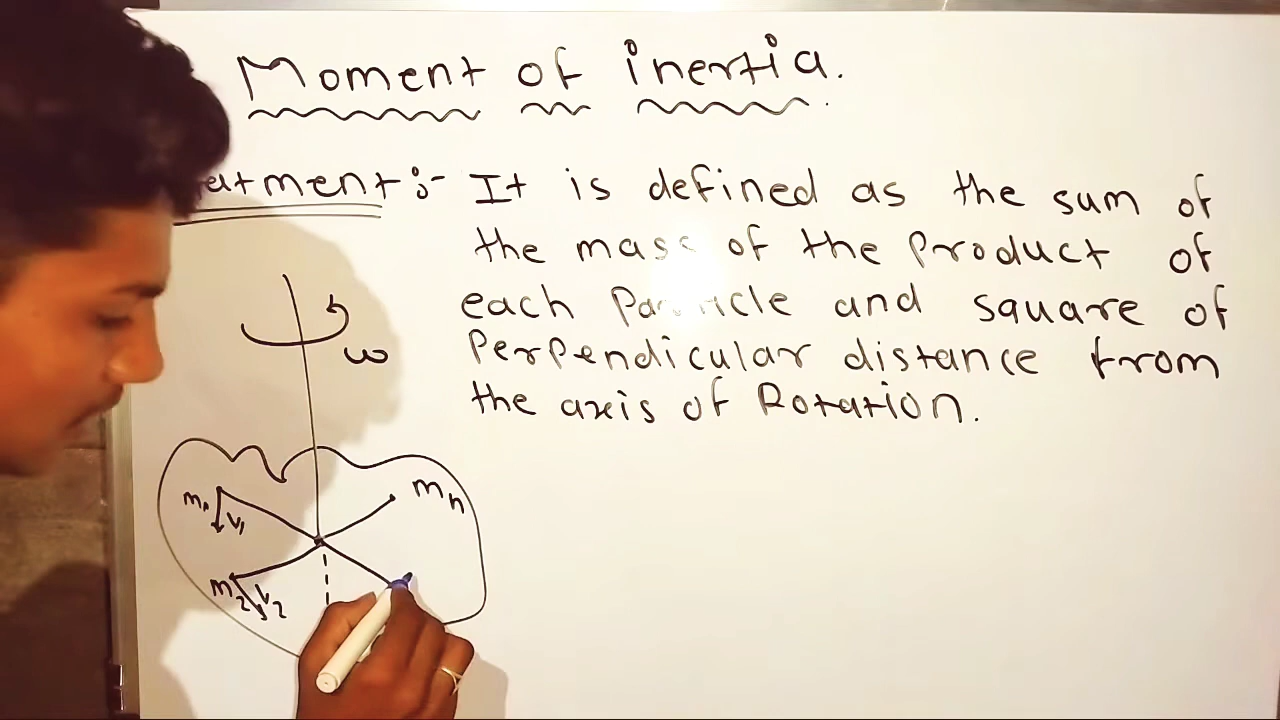 Moment of inertia.
atment:- It is defined as the sum of
the mass of the Product of
each Particle and square of
Perpendicular distance from
the axis of Rotation.
ω
m1 v1
mn
m2 v2